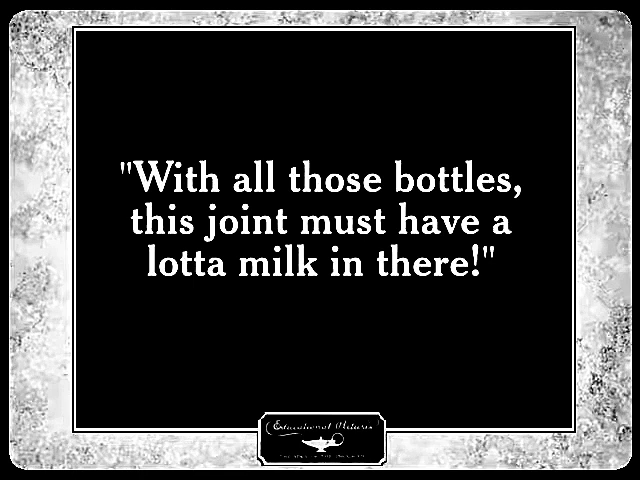 "With all those bottles,
this joint must have a
lotta milk in there!"
Educational Pictures